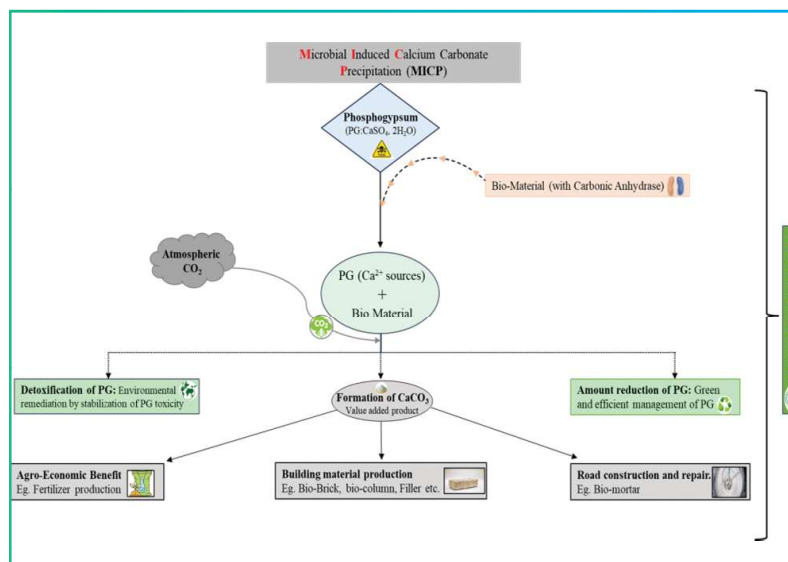 Microbial Induced Calcium Carbonate
Precipitation (MICP)
Phosphogypsum
(PG:CaSO₄, 2H₂O)
Bio-Material (with Carbonic Anhydrase)
Atmospheric
CO₂
PG (Ca²⁺ sources)
+
Bio Material
CO₂
Detoxification of PG: Environmental
remediation by stabilization of PG toxicity
Formation of CaCO₃
Value added product
Amount reduction of PG: Green
and efficient management of PG
Agro-Economic Benefit
Eg. Fertilizer production
Building material production
Eg. Bio-Brick, bio-column, Filler etc.
Road construction and repair.
Eg. Bio-mortar